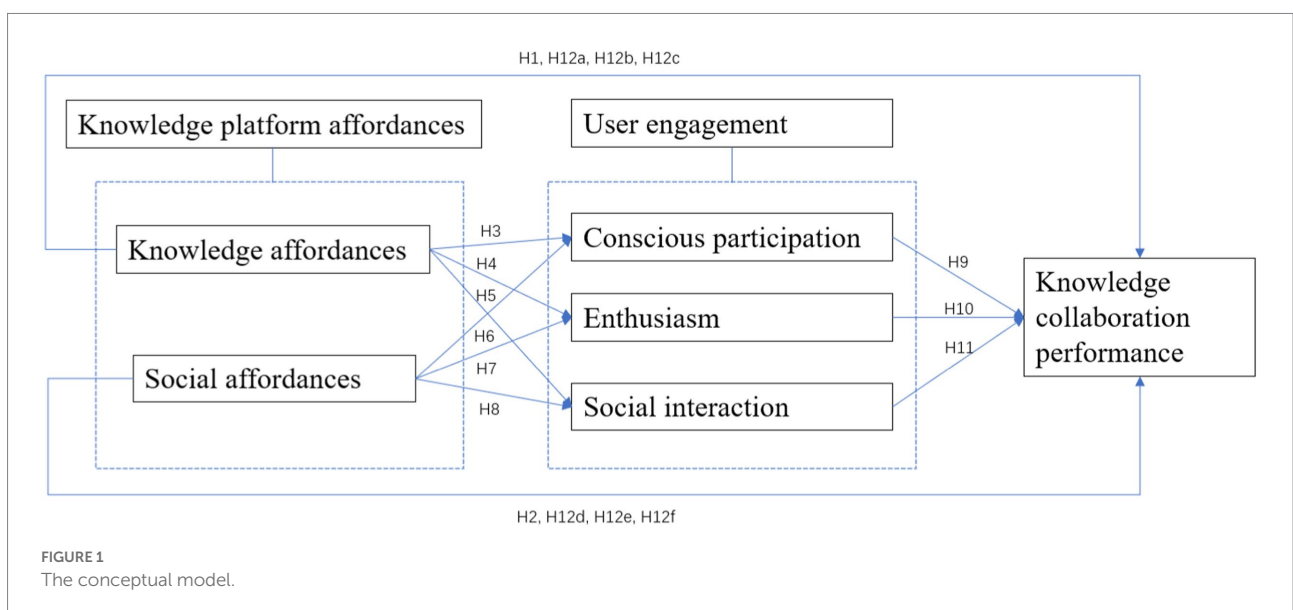 H1, H12a, H12b, H12c
Knowledge platform affordances
User engagement
Knowledge affordances
Social affordances
H3
H4
H5
H6
H7
H8
Conscious participation
Enthusiasm
Social interaction
H9
H10
H11
Knowledge
collaboration
performance
H2, H12d, H12e, H12f
FIGURE 1
The conceptual model.